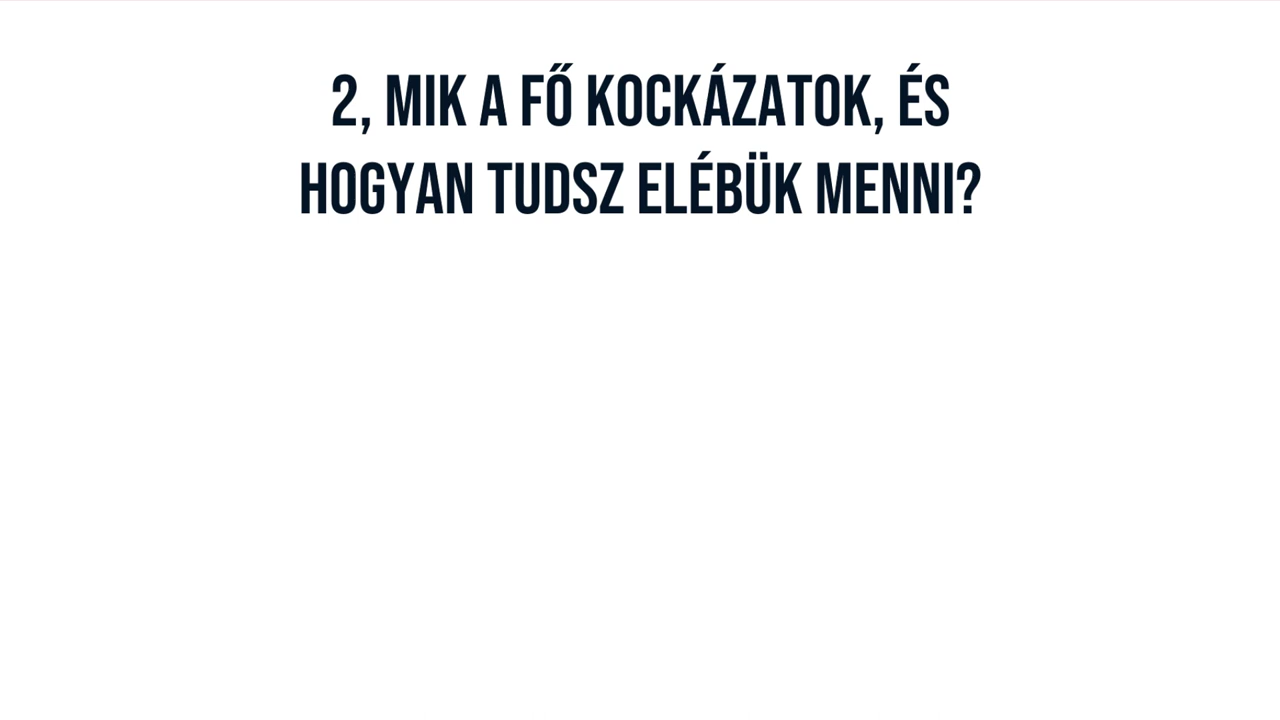 2, MIK A FŐ KOCKÁZATOK, ÉS
HOGYAN TUDSZ ELÉBÜK MENNI?